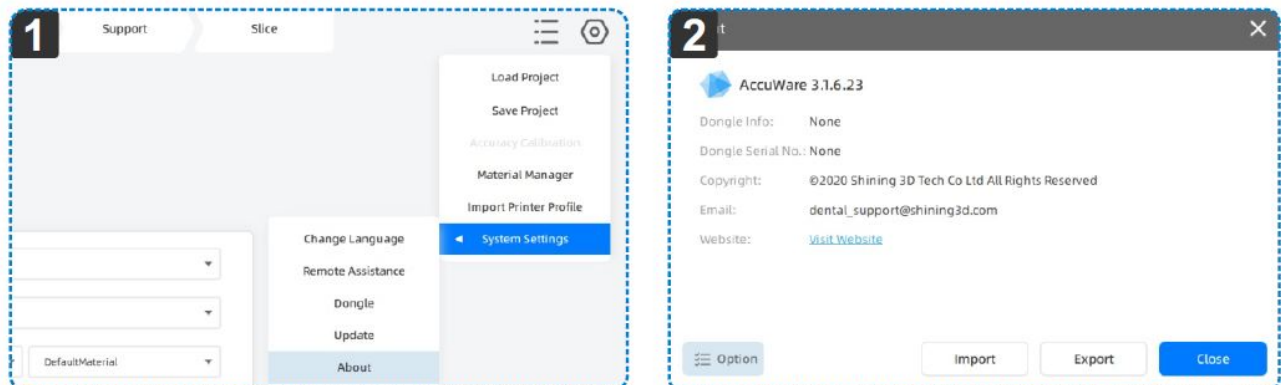 1
Support
Slice
Load Project
Save Project
Accuracy Calibration
Material Manager
Import Printer Profile
System Settings
Change Language
Remote Assistance
Dongle
Update
About
DefaultMaterial
2
t
AccuWare 3.1.6.23
Dongle Info: None
Dongle Serial No.: None
Copyright: ©2020 Shining 3D Tech Co Ltd All Rights Reserved
Email: dental_support@shining3d.com
Website: Visit Website
Option
Import
Export
Close